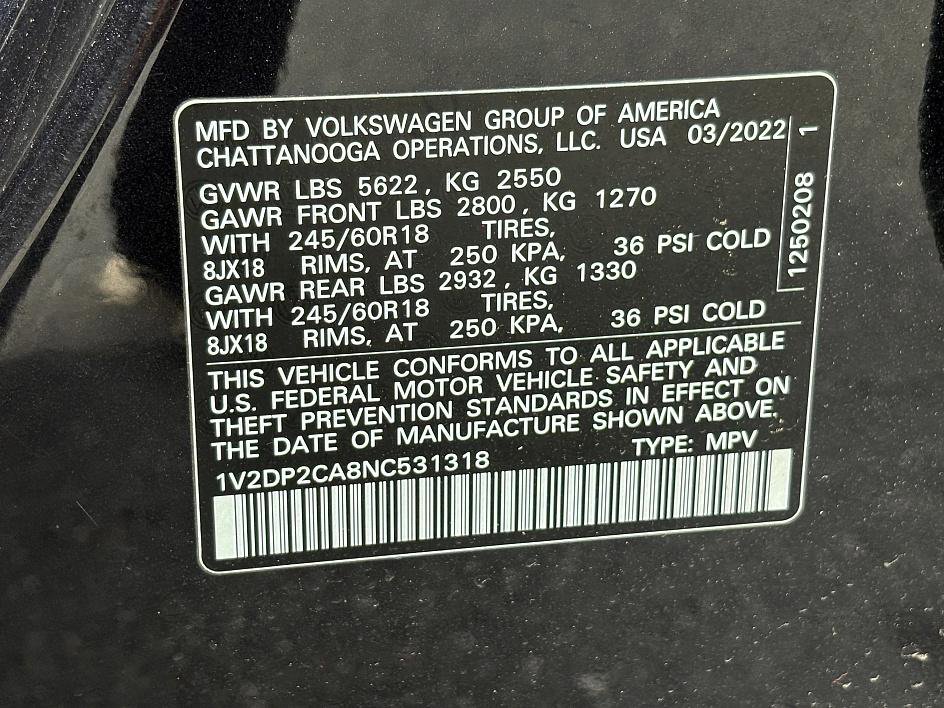 MFD BY VOLKSWAGEN GROUP OF AMERICA
CHATTANOOGA OPERATIONS, LLC. USA 03/2022
GVWR LBS 5622, KG 2550
GAWR FRONT LBS 2800, KG 1270
WITH 245/60R18 TIRES,
8JX18 RIMS, AT 250 KPA, 36 PSI COLD
GAWR REAR LBS 2932, KG 1330
WITH 245/60R18 TIRES,
8JX18 RIMS, AT 250 KPA, 36 PSI COLD
THIS VEHICLE CONFORMS TO ALL APPLICABLE
U.S. FEDERAL MOTOR VEHICLE SAFETY AND
THEFT PREVENTION STANDARDS IN EFFECT ON
THE DATE OF MANUFACTURE SHOWN ABOVE.
1V2DP2CA8NC531318 TYPE: MPV
1250208 1